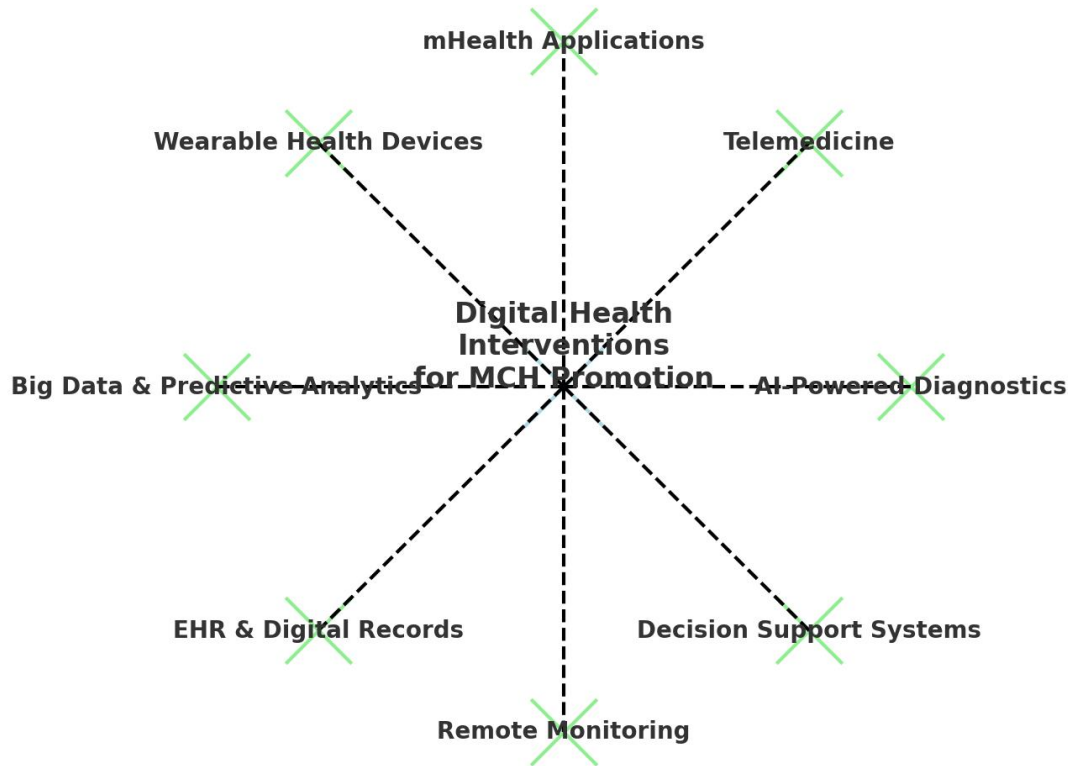 mHealth Applications
Wearable Health Devices
Telemedicine
Digital Health
Interventions
for MCH Promotion
Big Data & Predictive Analytics
AI-Powered Diagnostics
EHR & Digital Records
Decision Support Systems
Remote Monitoring